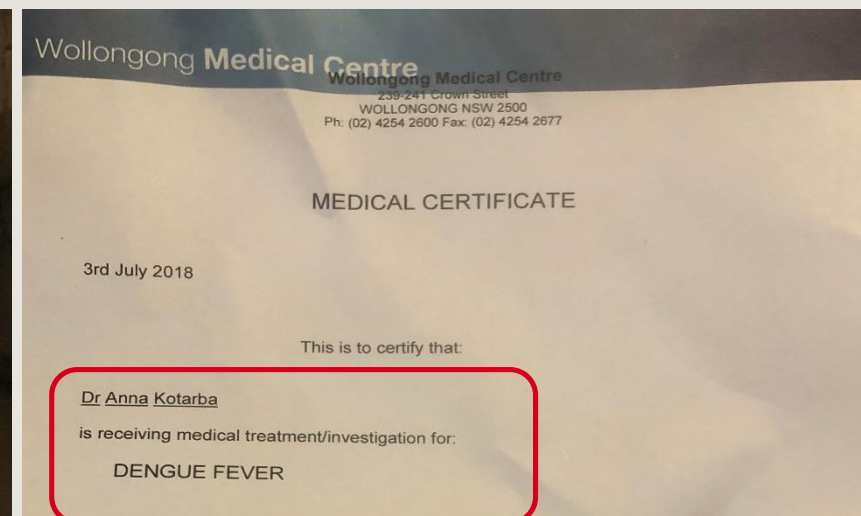 Wollongong Medical Centre
Wollongong Medical Centre
239-241 Crown Street
WOLLONGONG NSW 2500
Ph: (02) 4254 2600 Fax: (02) 4254 2677
MEDICAL CERTIFICATE
3rd July 2018
This is to certify that:
Dr Anna Kotarba
is receiving medical treatment/investigation for:
DENGUE FEVER